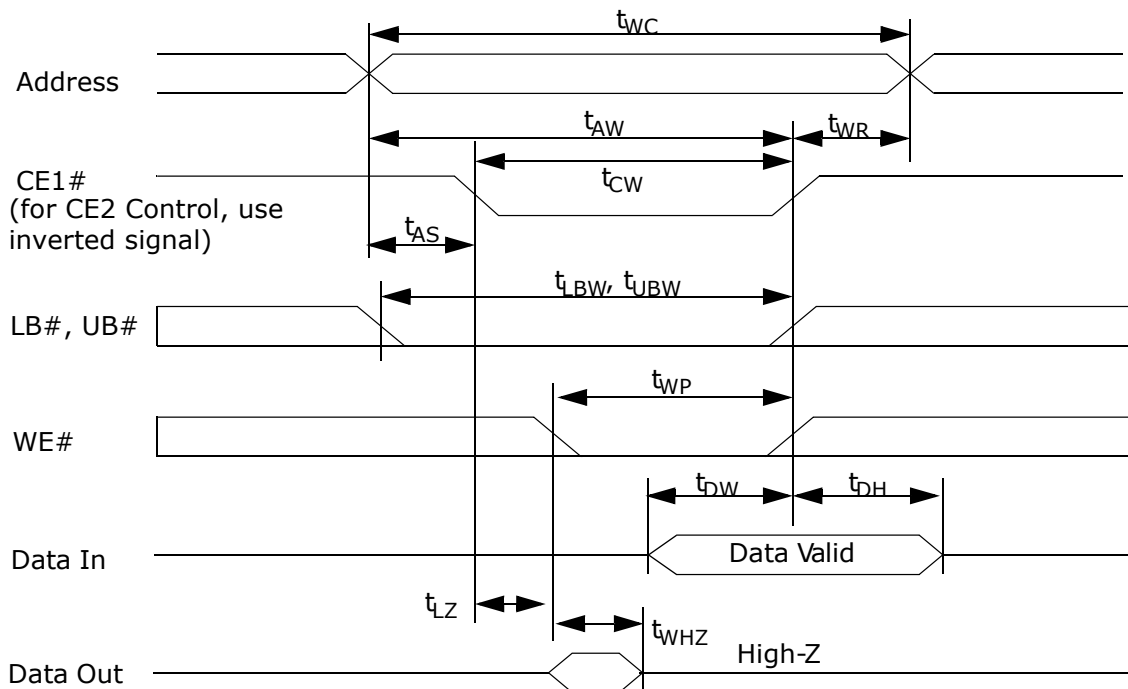 tWC
Address
tAW
tWR
CE1#
(for CE2 Control, use
inverted signal)
tCW
tAS
tLBW, tUBW
LB#, UB#
tWP
WE#
tDW
tDH
Data In
Data Valid
tLZ
tWHZ
High-Z
Data Out